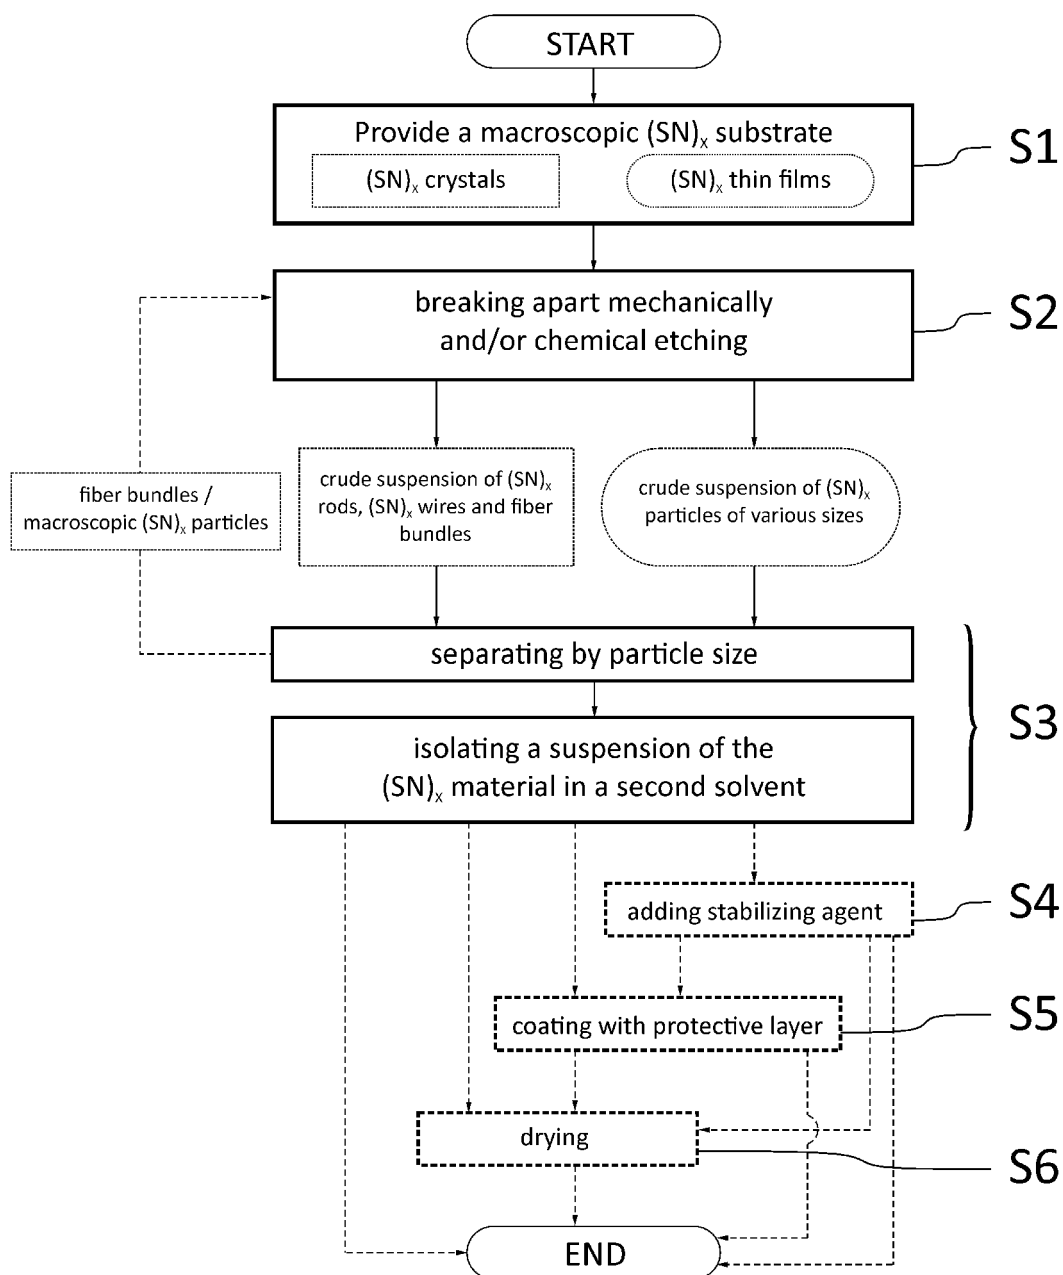 START
Provide a macroscopic (SN)ₓ substrate
(SN)ₓ crystals
(SN)ₓ thin films
S1
breaking apart mechanically
and/or chemical etching
S2
fiber bundles /
macroscopic (SN)ₓ particles
crude suspension of (SN)ₓ
rods, (SN)ₓ wires and fiber
bundles
crude suspension of (SN)ₓ
particles of various sizes
separating by particle size
isolating a suspension of the
(SN)ₓ material in a second solvent
S3
adding stabilizing agent
S4
coating with protective layer
S5
drying
S6
END